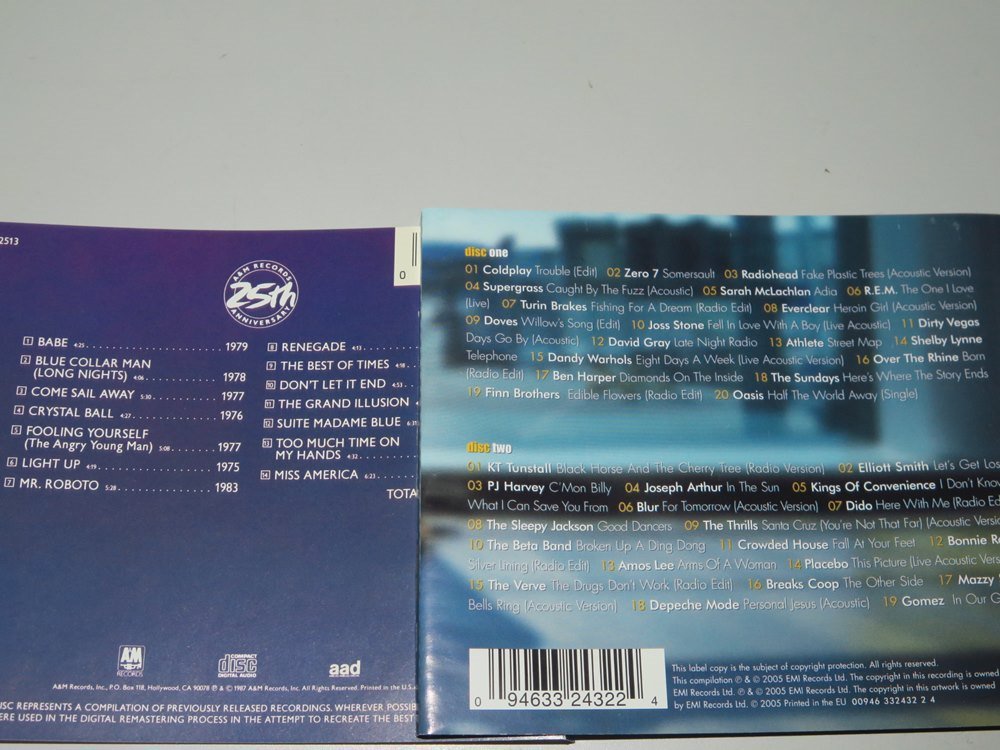 2513
A&M RECORDS
25th
ANNIVERSARY
0
1 BABE 4:25 1979
2 BLUE COLLAR MAN
(LONG NIGHTS) 4:06 1978
3 COME SAIL AWAY 5:30 1977
4 CRYSTAL BALL 4:27 1976
5 FOOLING YOURSELF
(The Angry Young Man) 5:08 1977
6 LIGHT UP 4:19 1975
7 MR. ROBOTO 5:28 1983
8 RENEGADE 4:13
9 THE BEST OF TIMES 4:18
10 DON'T LET IT END 4:53
11 THE GRAND ILLUSION 4
12 SUITE MADAME BLUE 6:31
13 TOO MUCH TIME ON
MY HANDS 4:32
14 MISS AMERICA 6:23
TOTA
A&M
RECORDS
COMPACT
disc
DIGITAL AUDIO
aad
A&M Records, Inc., P.O. Box 118, Hollywood, CA 90078 ℗ & © 1987 A&M Records, Inc. All Rights Reserved. Printed in the U.S.
DISC REPRESENTS A COMPILATION OF PREVIOUSLY RELEASED RECORDINGS. WHEREVER POSSIB
ERE USED IN THE DIGITAL REMASTERING PROCESS IN THE ATTEMPT TO RECREATE THE BEST
disc one
01 Coldplay Trouble (Edit) 02 Zero 7 Somersault 03 Radiohead Fake Plastic Trees (Acoustic Version)
04 Supergrass Caught By The Fuzz (Acoustic) 05 Sarah McLachlan Adia 06 R.E.M. The One I Love
(Live) 07 Turin Brakes Fishing For A Dream (Radio Edit) 08 Everclear Heroin Girl (Acoustic Version)
09 Doves Willow's Song (Edit) 10 Joss Stone Fell In Love With A Boy (Live Acoustic) 11 Dirty Vegas
Days Go By (Acoustic) 12 David Gray Late Night Radio 13 Athlete Street Map 14 Shelby Lynne
Telephone 15 Dandy Warhols Eight Days A Week (Live Acoustic Version) 16 Over The Rhine Born
(Radio Edit) 17 Ben Harper Diamonds On The Inside 18 The Sundays Here's Where The Story Ends
19 Finn Brothers Edible Flowers (Radio Edit) 20 Oasis Half The World Away (Single)
disc two
01 KT Tunstall Black Horse And The Cherry Tree (Radio Version) 02 Elliott Smith Let's Get Los
03 PJ Harvey C'Mon Billy 04 Joseph Arthur In The Sun 05 Kings Of Convenience I Don't Know
What I Can Save You From 06 Blur For Tomorrow (Acoustic Version) 07 Dido Here With Me (Radio Ed
08 The Sleepy Jackson Good Dancers 09 The Thrills Santa Cruz (You're Not That Far) (Acoustic Versio
10 The Beta Band Broken Up A Ding Dong 11 Crowded House Fall At Your Feet 12 Bonnie Ra
Silver Lining (Radio Edit) 13 Amos Lee Arms Of A Woman 14 Placebo This Picture (Live Acoustic Vers
15 The Verve The Drugs Don't Work (Radio Edit) 16 Breaks Coop The Other Side 17 Mazzy
Bells Ring (Acoustic Version) 18 Depeche Mode Personal Jesus (Acoustic) 19 Gomez In Our G
0 94633 24322 4
This label copy is the subject of copyright protection. All rights reserved.
This compilation ℗ & © 2005 EMI Records Ltd. The copyright in this recording is owned
EMI Records Ltd. © 2005 EMI Records Ltd. The copyright in this artwork is owned
by EMI Records Ltd. © 2005 Printed in the EU 00946 332432 2 4